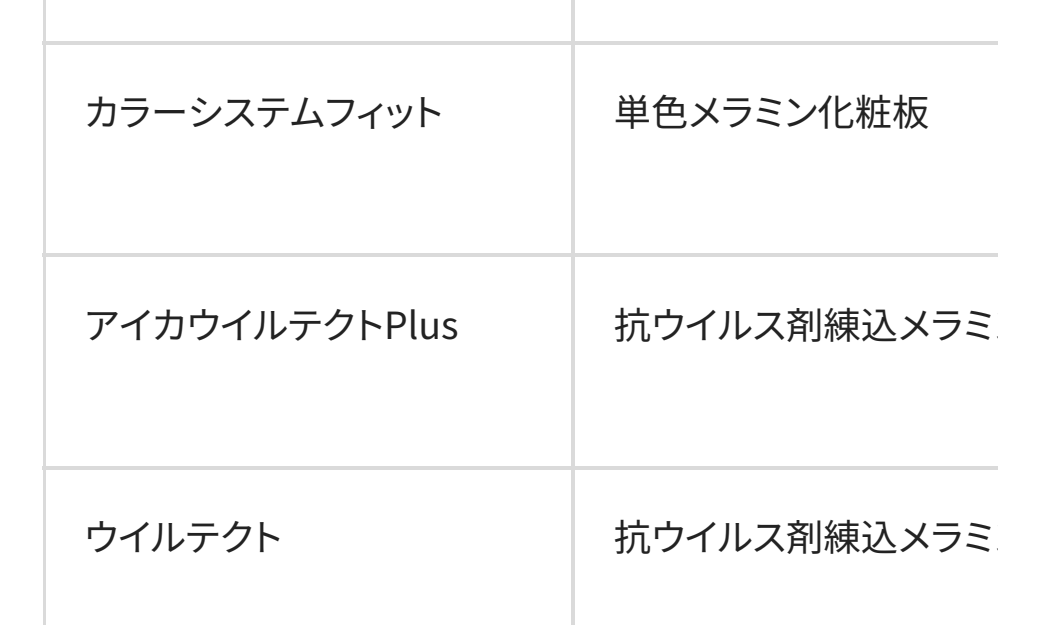 カラーシステムフィット
単色メラミン化粧板
アイカウイルテクトPlus
抗ウイルス剤練込メラミ
ウイルテクト
抗ウイルス剤練込メラミ